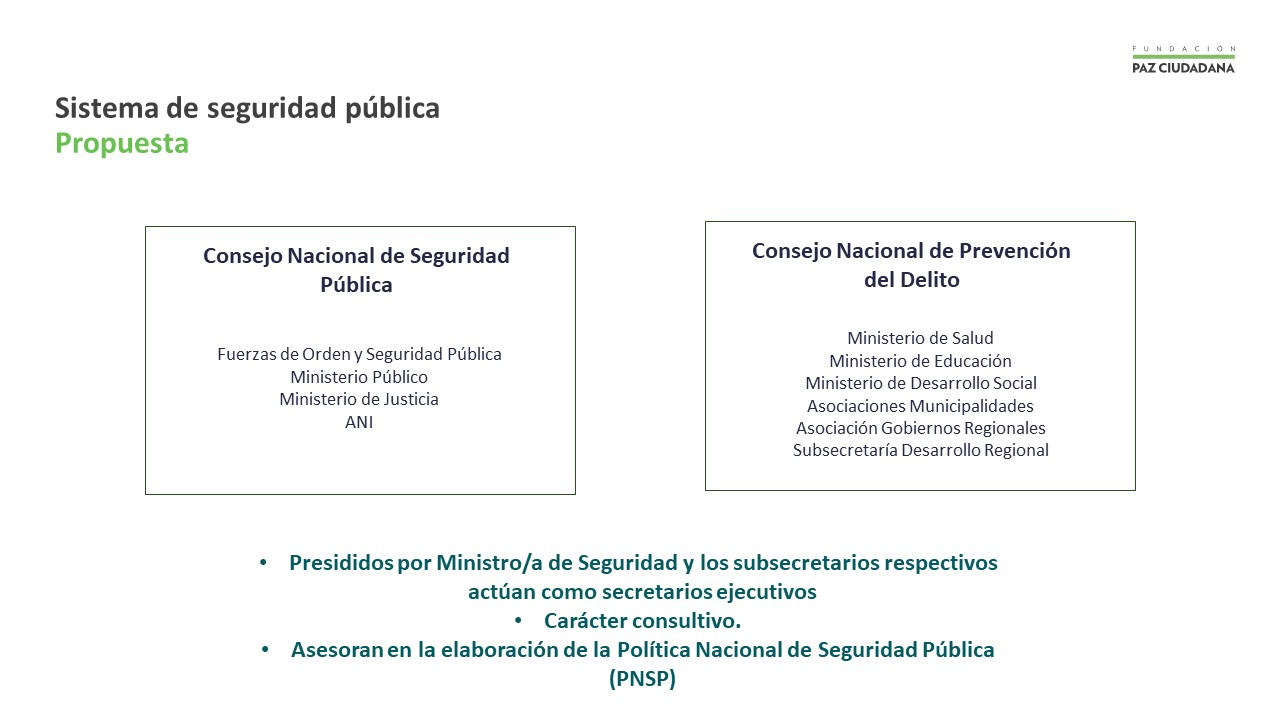 FUNDACIÓN
PAZ CIUDADANA
Sistema de seguridad pública
Propuesta
Consejo Nacional de Seguridad
Pública
Fuerzas de Orden y Seguridad Pública
Ministerio Público
Ministerio de Justicia
ANI
Consejo Nacional de Prevención
del Delito
Ministerio de Salud
Ministerio de Educación
Ministerio de Desarrollo Social
Asociaciones Municipalidades
Asociación Gobiernos Regionales
Subsecretaría Desarrollo Regional
• Presididos por Ministro/a de Seguridad y los subsecretarios respectivos
actúan como secretarios ejecutivos
• Carácter consultivo.
• Asesoran en la elaboración de la Política Nacional de Seguridad Pública
(PNSP)